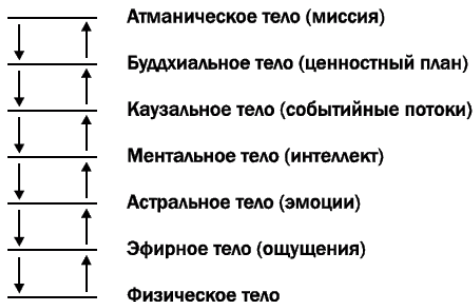 Атманическое тело (миссия)
Буддхиальное тело (ценностный план)
Каузальное тело (событийные потоки)
Ментальное тело (интеллект)
Астральное тело (эмоции)
Эфирное тело (ощущения)
Физическое тело